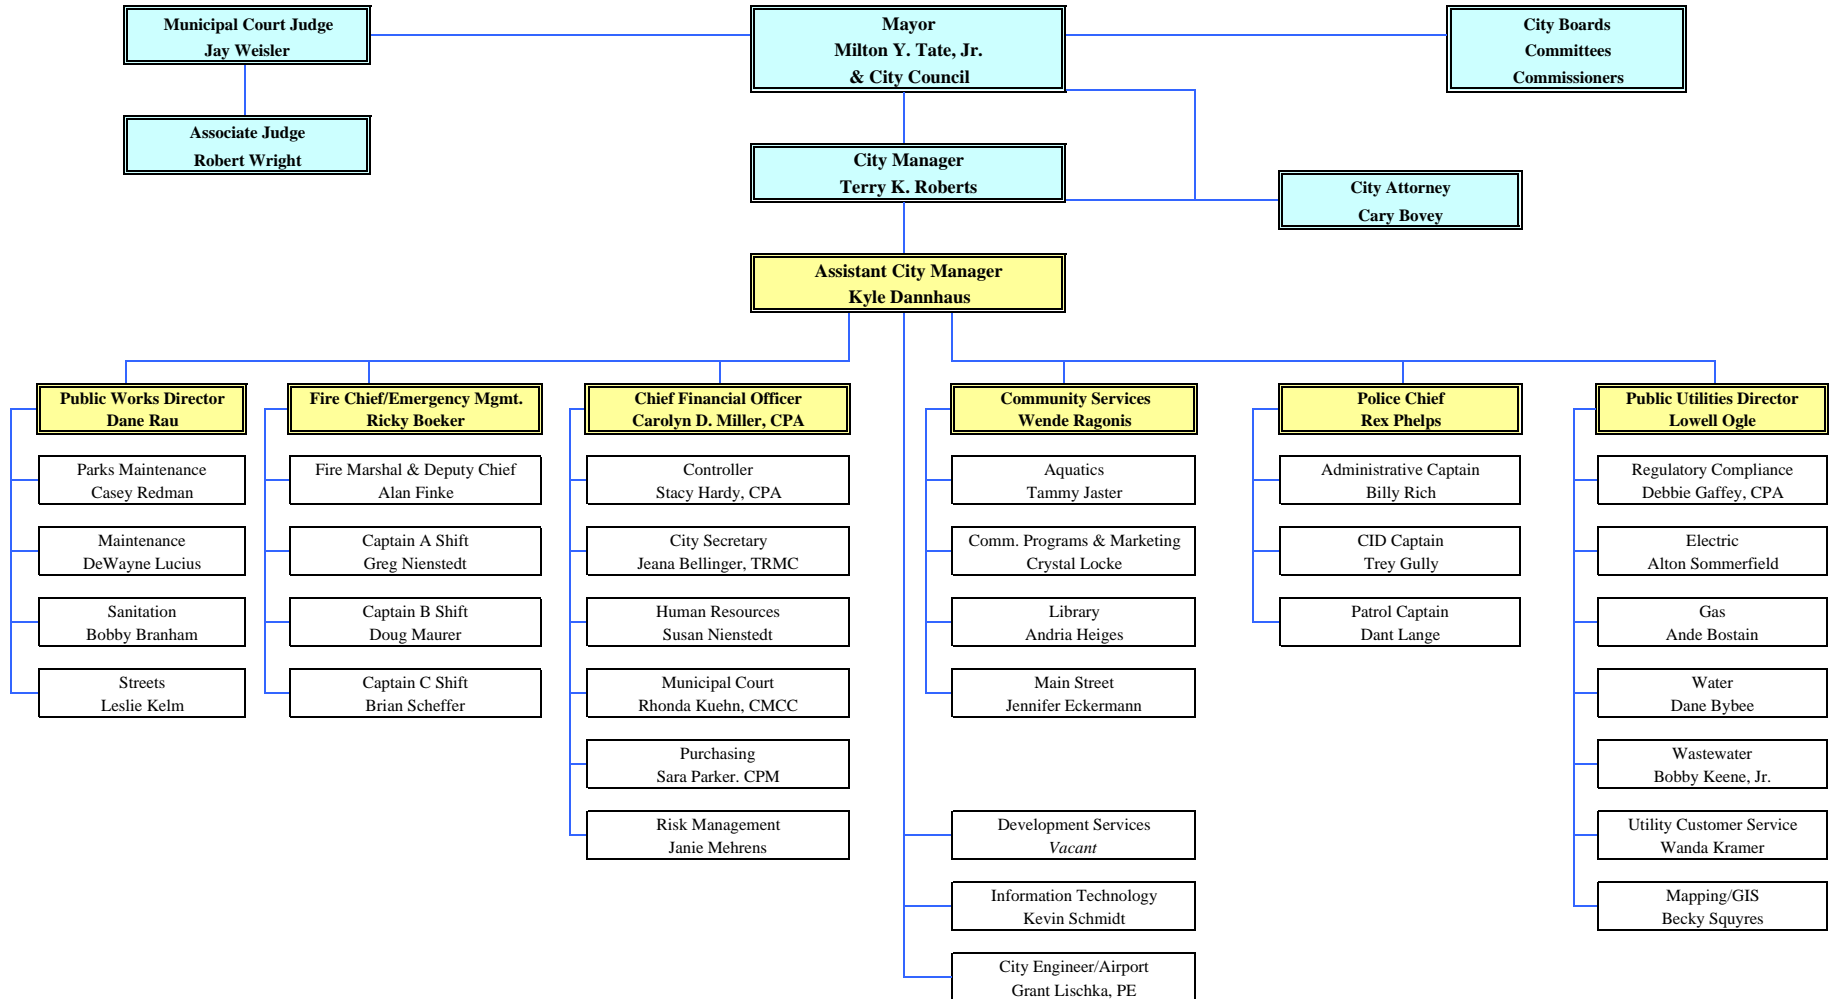 Municipal Court Judge
Jay Weisler
Mayor
Milton Y. Tate, Jr.
& City Council
City Boards
Committees
Commissioners
Associate Judge
Robert Wright
City Manager
Terry K. Roberts
City Attorney
Cary Bovey
Assistant City Manager
Kyle Dannhaus
Public Works Director
Dane Rau
Parks Maintenance
Casey Redman
Maintenance
DeWayne Lucius
Sanitation
Bobby Branham
Streets
Leslie Kelm
Fire Chief/Emergency Mgmt.
Ricky Boeker
Fire Marshal & Deputy Chief
Alan Finke
Captain A Shift
Greg Nienstedt
Captain B Shift
Doug Maurer
Captain C Shift
Brian Scheffer
Chief Financial Officer
Carolyn D. Miller, CPA
Controller
Stacy Hardy, CPA
City Secretary
Jeana Bellinger, TRMC
Human Resources
Susan Nienstedt
Municipal Court
Rhonda Kuehn, CMCC
Purchasing
Sara Parker. CPM
Risk Management
Janie Mehrens
Community Services
Wende Ragonis
Aquatics
Tammy Jaster
Comm. Programs & Marketing
Crystal Locke
Library
Andria Heiges
Main Street
Jennifer Eckermann
Development Services
Vacant
Information Technology
Kevin Schmidt
City Engineer/Airport
Grant Lischka, PE
Police Chief
Rex Phelps
Administrative Captain
Billy Rich
CID Captain
Trey Gully
Patrol Captain
Dant Lange
Public Utilities Director
Lowell Ogle
Regulatory Compliance
Debbie Gaffey, CPA
Electric
Alton Sommerfield
Gas
Ande Bostain
Water
Dane Bybee
Wastewater
Bobby Keene, Jr.
Utility Customer Service
Wanda Kramer
Mapping/GIS
Becky Squyres